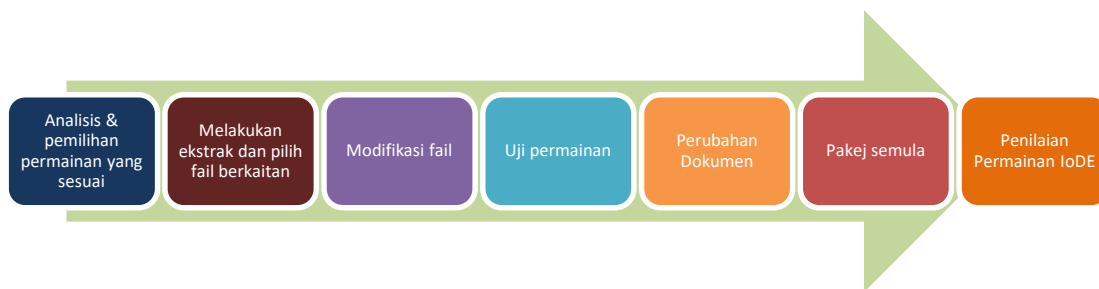 Analisis &
pemilihan
permainan yang
sesuai
Melakukan
ekstrak dan pilih
fail berkaitan
Modifikasi fail
Uji permainan
Perubahan
Dokumen
Pakej semula
Penilaian
Permainan IoDE